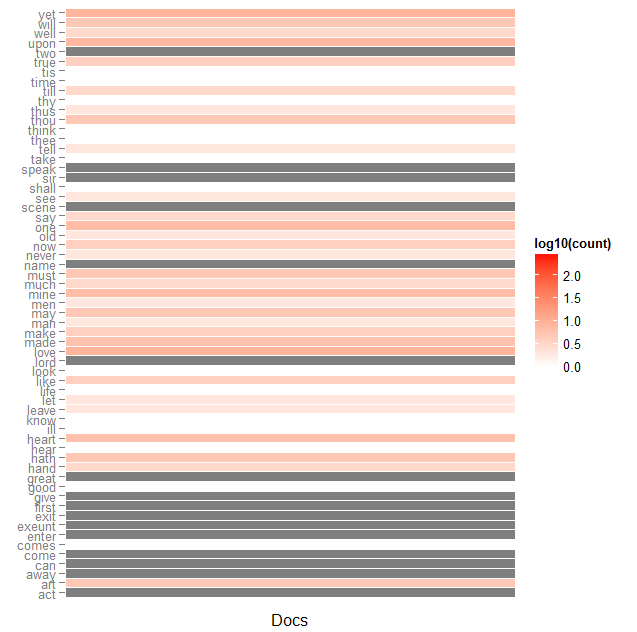 yet
will
well
upon
two
true
tis
time
till
thy
thus
thou
think
thee
tell
take
speak
sir
shall
see
scene
say
one
old
now
never
name
must
much
mine
men
may
man
make
made
love
lord
look
like
life
let
leave
know
ill
heart
hear
hath
hand
great
good
give
first
exit
exeunt
enter
comes
come
can
away
art
act
Docs
log10(count)
2.0
1.5
1.0
0.5
0.0